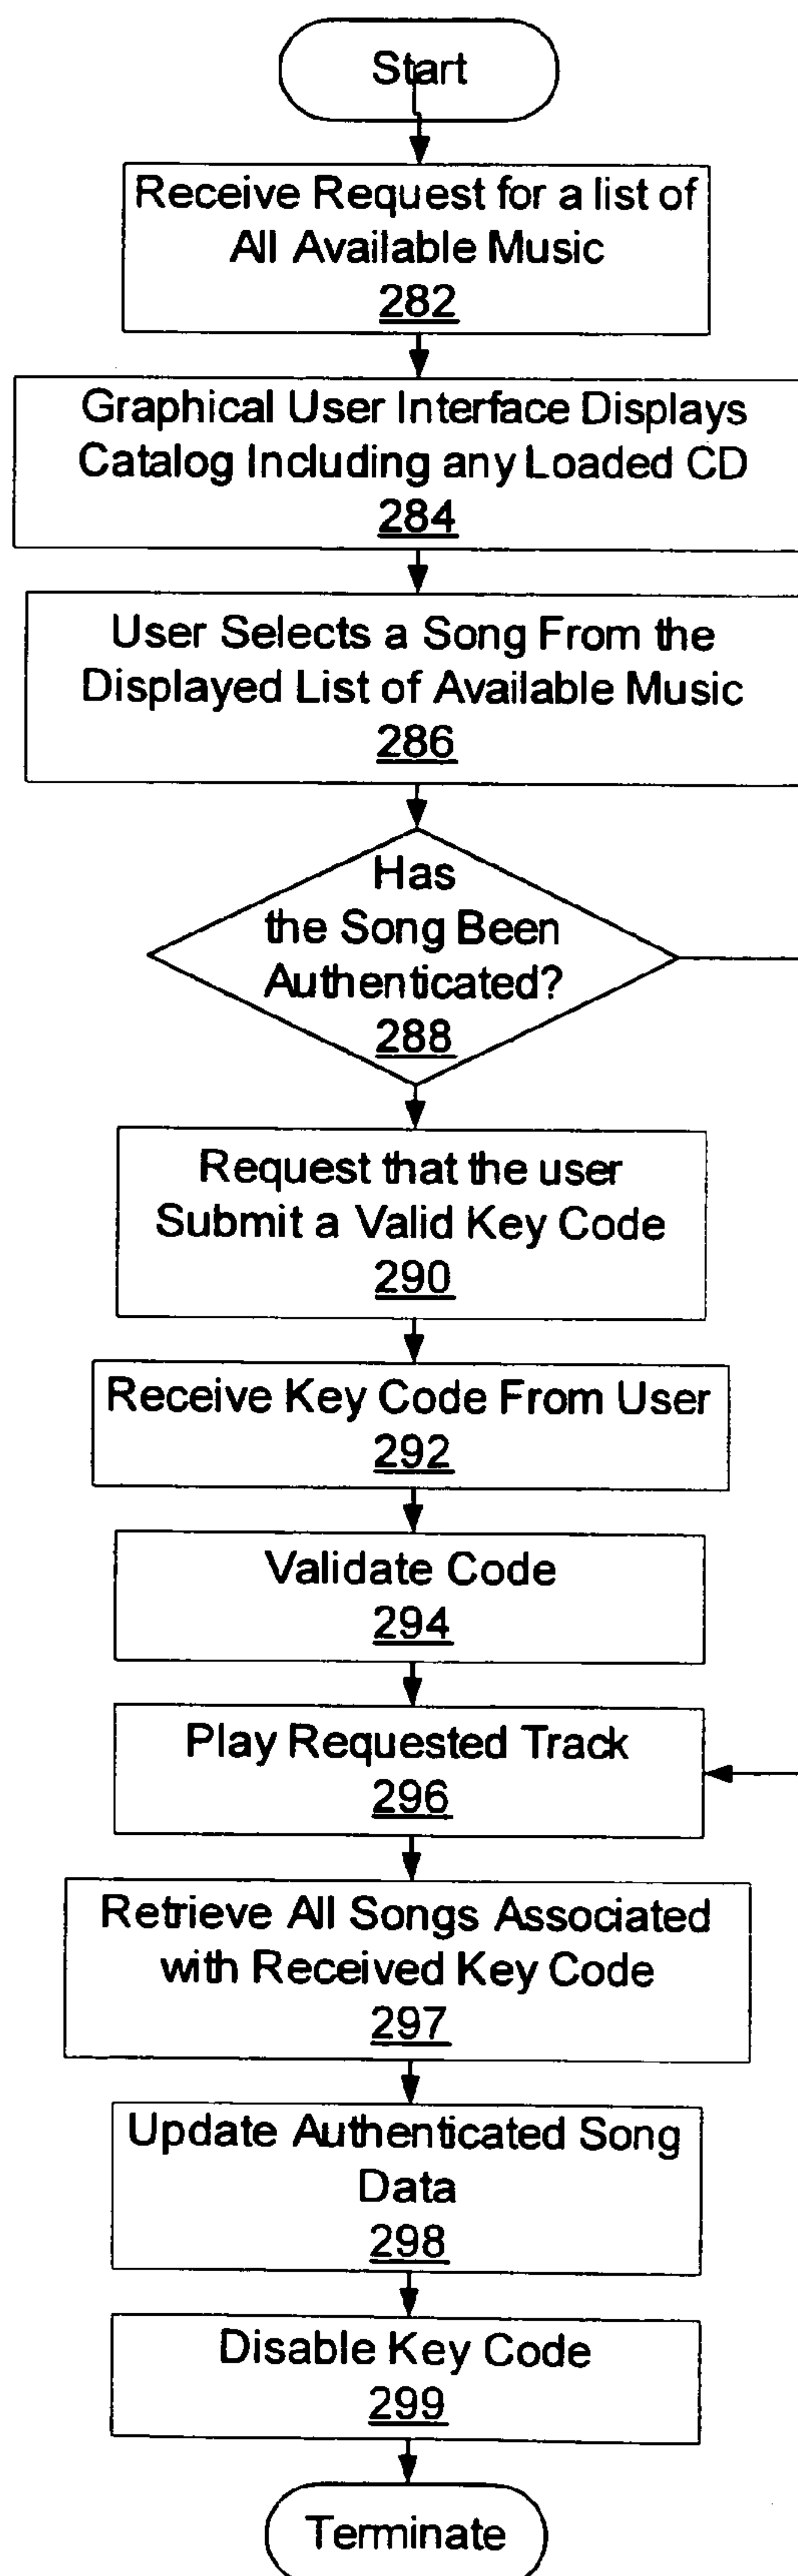 Start
Receive Request for a list of
All Available Music
282
Graphical User Interface Displays
Catalog Including any Loaded CD
284
User Selects a Song From the
Displayed List of Available Music
286
Has
the Song Been
Authenticated?
288
Request that the user
Submit a Valid Key Code
290
Receive Key Code From User
292
Validate Code
294
Play Requested Track
296
Retrieve All Songs Associated
with Received Key Code
297
Update Authenticated Song
Data
298
Disable Key Code
299
Terminate